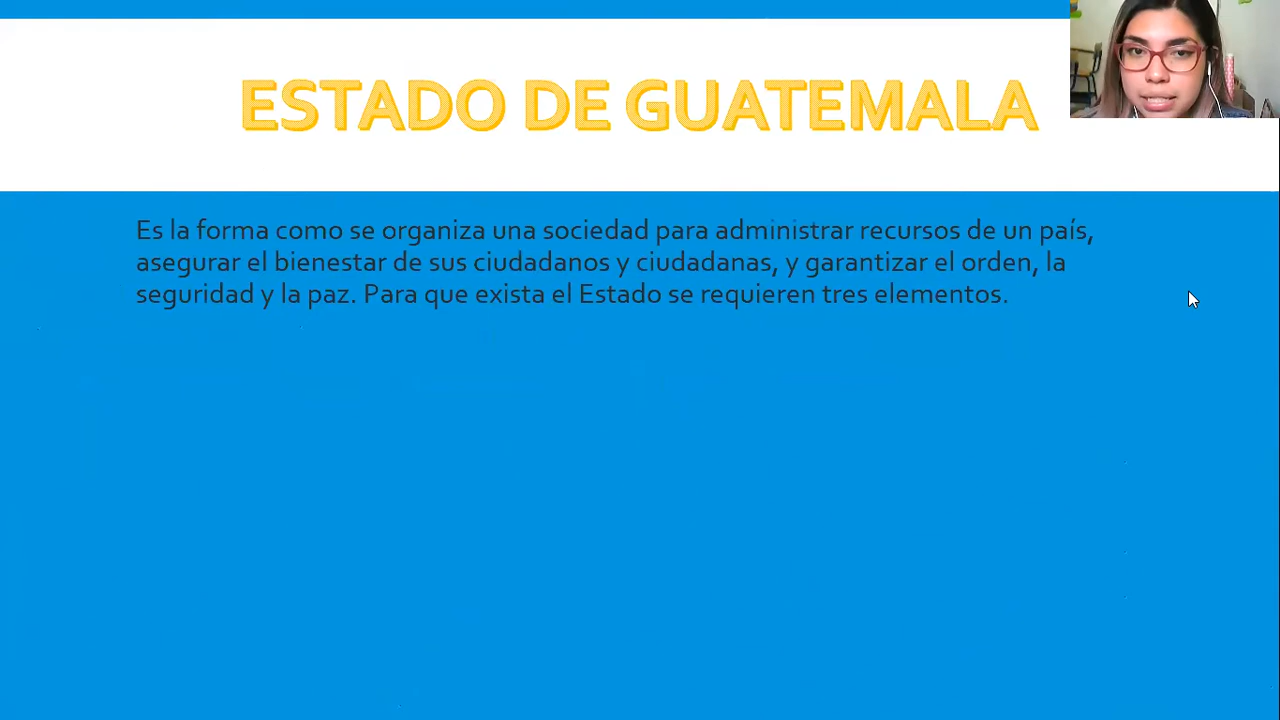 ESTADO DE GUATEMALA
Es la forma como se organiza una sociedad para administrar recursos de un país,
asegurar el bienestar de sus ciudadanos y ciudadanas, y garantizar el orden, la
seguridad y la paz. Para que exista el Estado se requieren tres elementos.